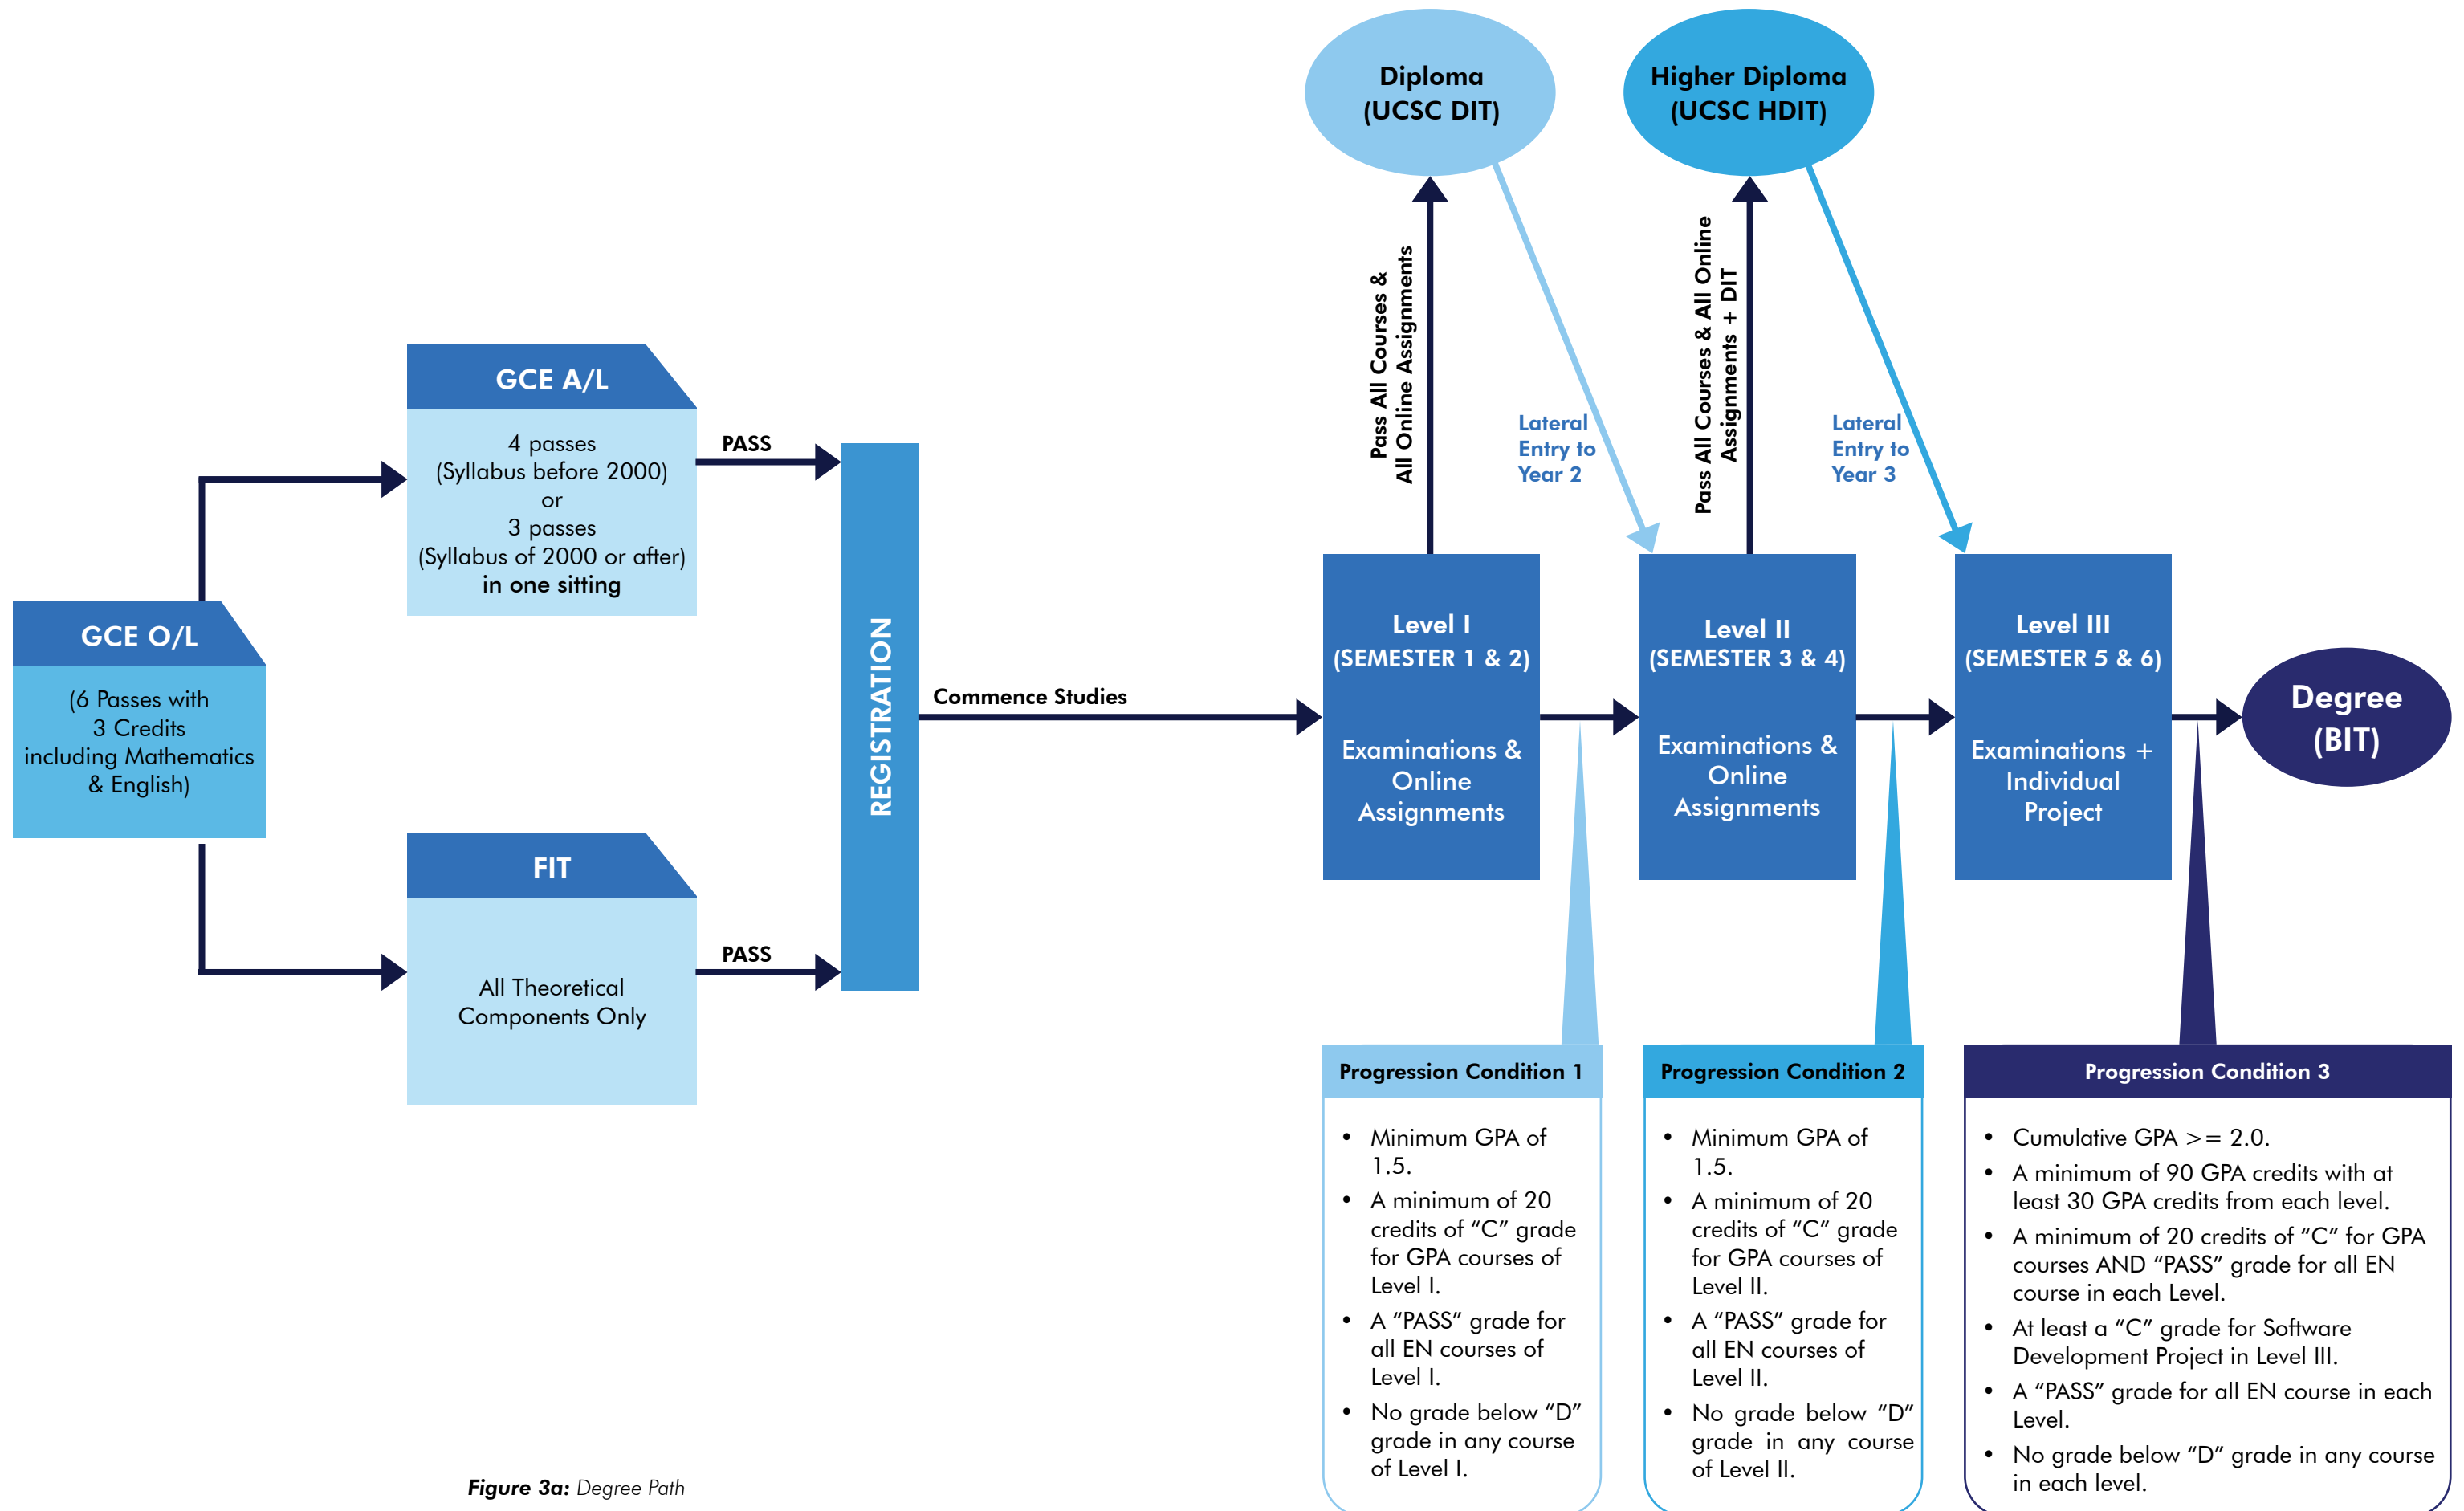 Diploma
(UCSC DIT)
Higher Diploma
(UCSC HDIT)
Pass All Courses &
All Online Assignments
Lateral
Entry to
Year 2
Pass All Courses & All Online
Assignments + DIT
Lateral
Entry to
Year 3
GCE A/L
4 passes
(Syllabus before 2000)
or
3 passes
(Syllabus of 2000 or after)
in one sitting
PASS
GCE O/L
(6 Passes with
3 Credits
including Mathematics
& English)
FIT
All Theoretical
Components Only
PASS
REGISTRATION
Commence Studies
Level I
(SEMESTER 1 & 2)
Examinations &
Online
Assignments
Level II
(SEMESTER 3 & 4)
Examinations &
Online
Assignments
Level III
(SEMESTER 5 & 6)
Examinations +
Individual
Project
Degree
(BIT)
Progression Condition 1
• Minimum GPA of
1.5.
• A minimum of 20
credits of “C” grade
for GPA courses of
Level I.
• A “PASS” grade for
all EN courses of
Level I.
• No grade below “D”
grade in any course
of Level I.
Progression Condition 2
• Minimum GPA of
1.5.
• A minimum of 20
credits of “C” grade
for GPA courses of
Level II.
• A “PASS” grade for
all EN courses of
Level II.
• No grade below “D”
grade in any course
of Level II.
Progression Condition 3
• Cumulative GPA >= 2.0.
• A minimum of 90 GPA credits with at
least 30 GPA credits from each level.
• A minimum of 20 credits of “C” for GPA
courses AND “PASS” grade for all EN
course in each Level.
• At least a “C” grade for Software
Development Project in Level III.
• A “PASS” grade for all EN course in each
Level.
• No grade below “D” grade in any course
in each level.
Figure 3a: Degree Path